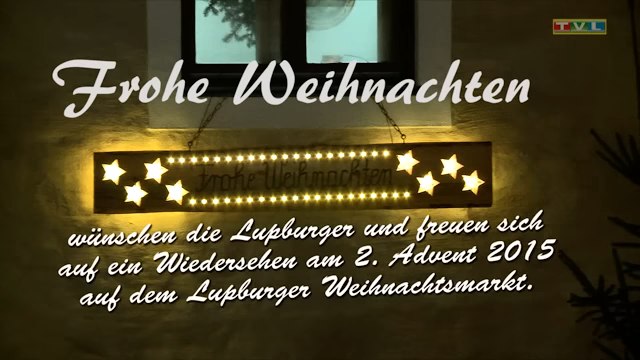 TVL
Frohe Weihnachten
Frohe Weihnachten
wünschen die Lupburger und freuen sich
auf ein Wiedersehen am 2. Advent 2015
auf dem Lupburger Weihnachtsmarkt.